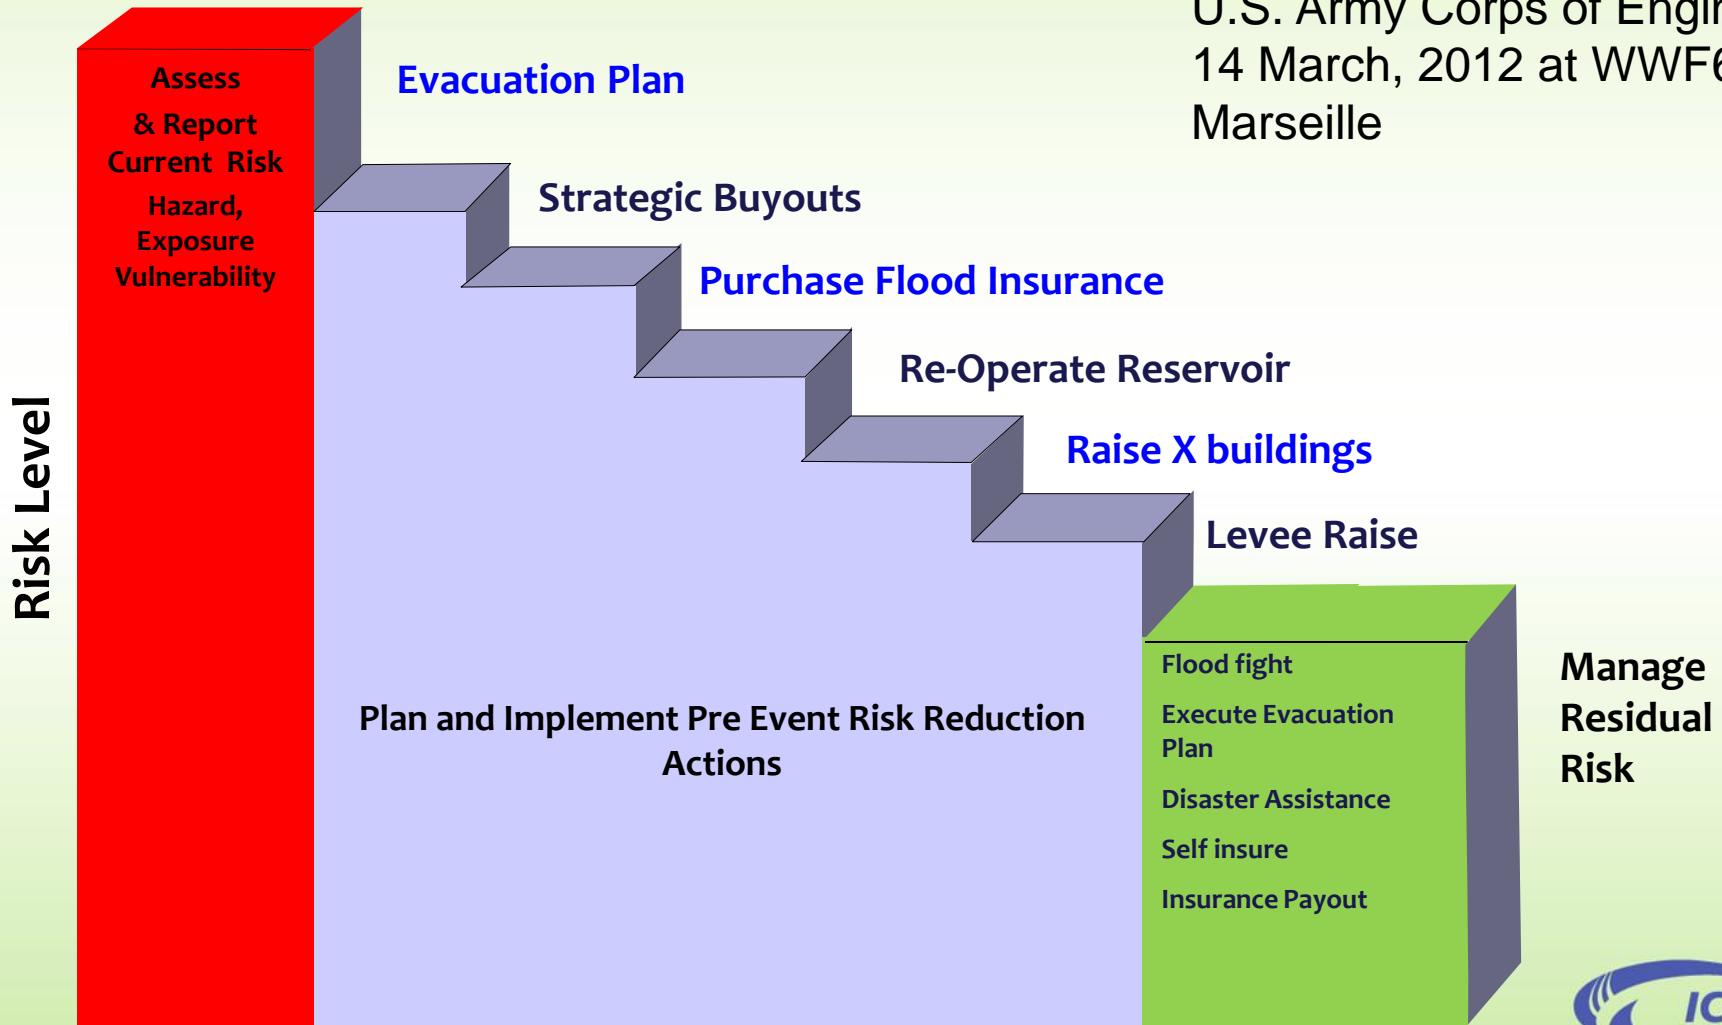 U.S. Army Corps of
14 March, 2012 at
Marseille
Assess
& Report
Current Risk
Hazard,
Exposure
Vulnerability
Evacuation Plan
Strategic Buyouts
Purchase Flood Insurance
Re-Operate Reservoir
Raise X buildings
Levee Raise
Risk Level
Plan and Implement Pre Event Risk Reduction
Actions
Flood fight
Execute Evacuation
Plan
Disaster Assistance
Self insure
Insurance Payout
Manage
Residual
Risk